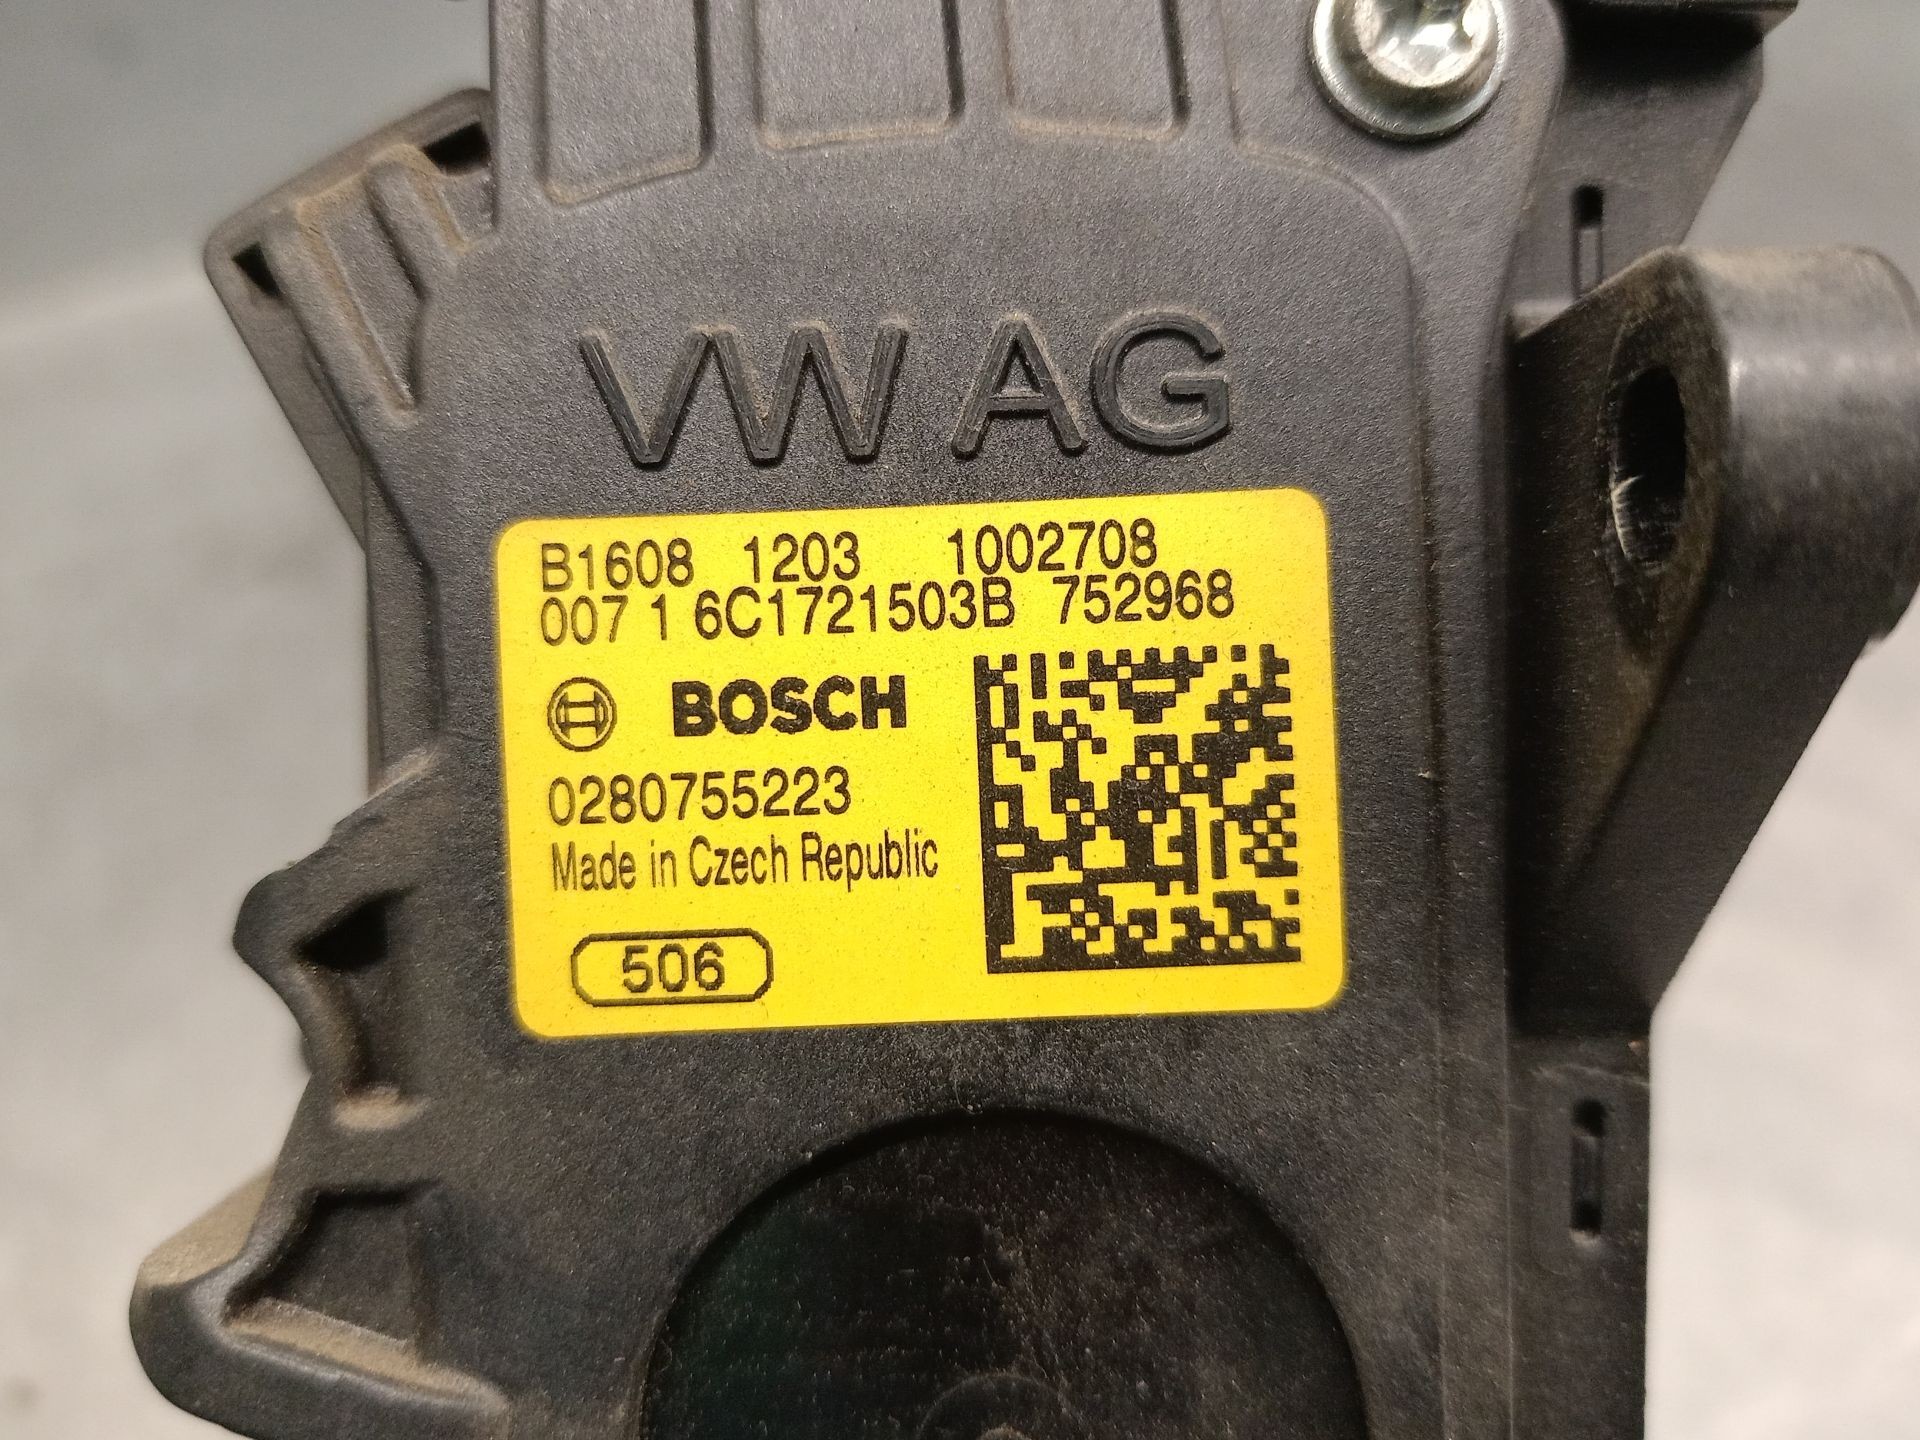 VW AG
B1608 1203 1002708
007 1 6C1721503B 752968
BOSCH
0280755223
Made in Czech Republic
506